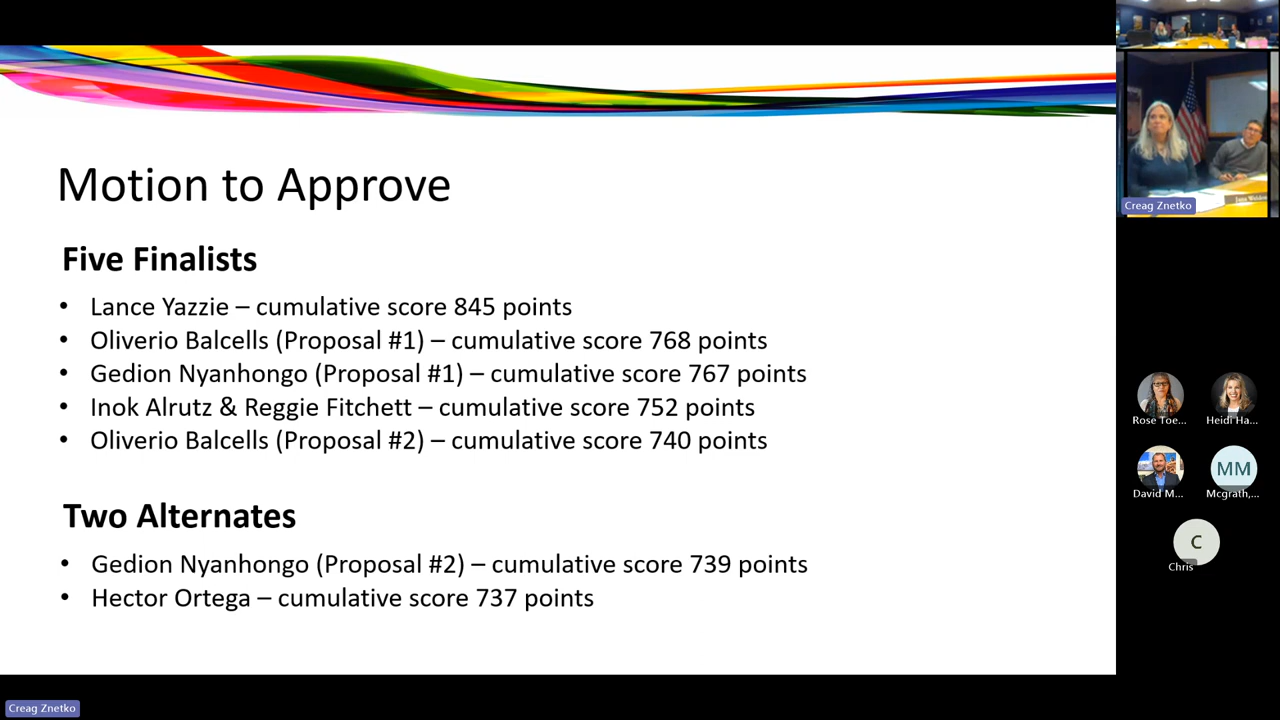 Motion to Approve
Five Finalists
• Lance Yazzie – cumulative score 845 points
• Oliverio Balcells (Proposal #1) – cumulative score 768 points
• Gedion Nyanhongo (Proposal #1) – cumulative score 767 points
• Inok Alrutz & Reggie Fitchett – cumulative score 752 points
• Oliverio Balcells (Proposal #2) – cumulative score 740 points
Two Alternates
• Gedion Nyanhongo (Proposal #2) – cumulative score 739 points
• Hector Ortega – cumulative score 737 points
Creag Znetko
Rose Toe...
Heidi Ha...
David M...
MM
Mcgrath,...
C
Chris
Creag Znetko